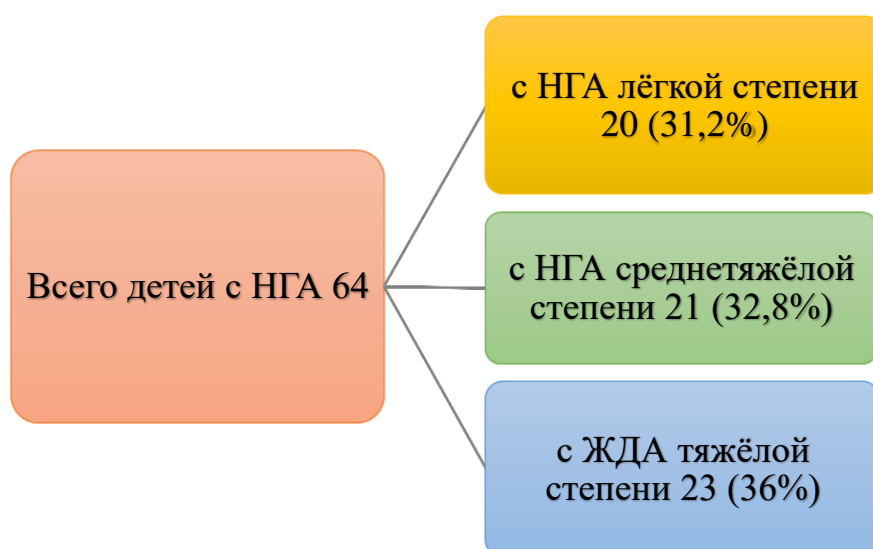 с НГА лёгкой степени
20 (31,2%)
Всего детей с НГА 64
с НГА среднетяжёлой
степени 21 (32,8%)
с ЖДА тяжёлой
степени 23 (36%)